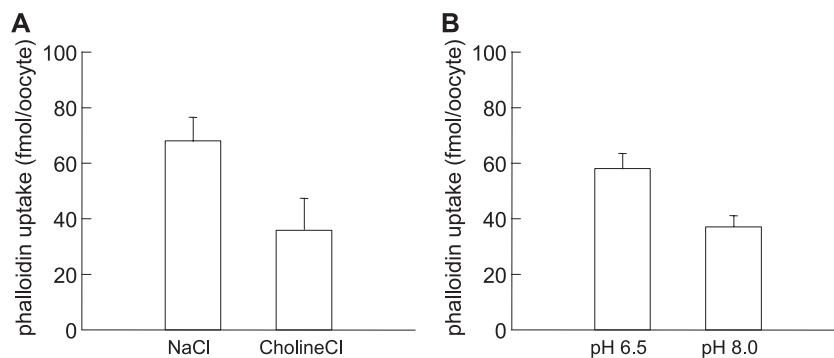 A
phalloidin uptake (fmol/oocyte)
100
80
60
40
20
0
NaCl
CholineCl
B
phalloidin uptake (fmol/oocyte)
100
80
60
40
20
0
pH 6.5
pH 8.0